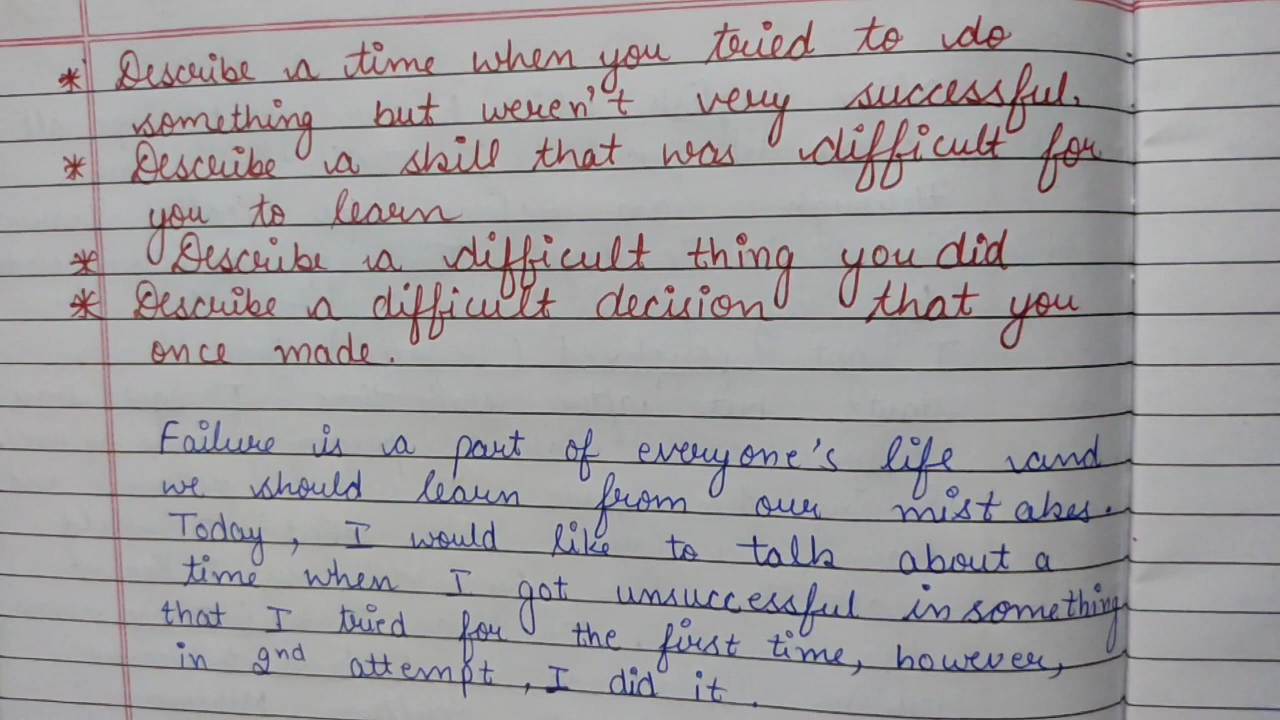 * Describe a time when you tried to do
something but weren't very successful.
* Describe a skill that was difficult for
you to learn
* Describe a difficult thing you did
* Describe a difficult decision that you
once made.
Failure is a part of everyone's life and
we should learn from our mistakes.
Today, I would like to talk about a
time when I got unsuccessful in something
that I tried for the first time, however,
in 2nd attempt, I did it.